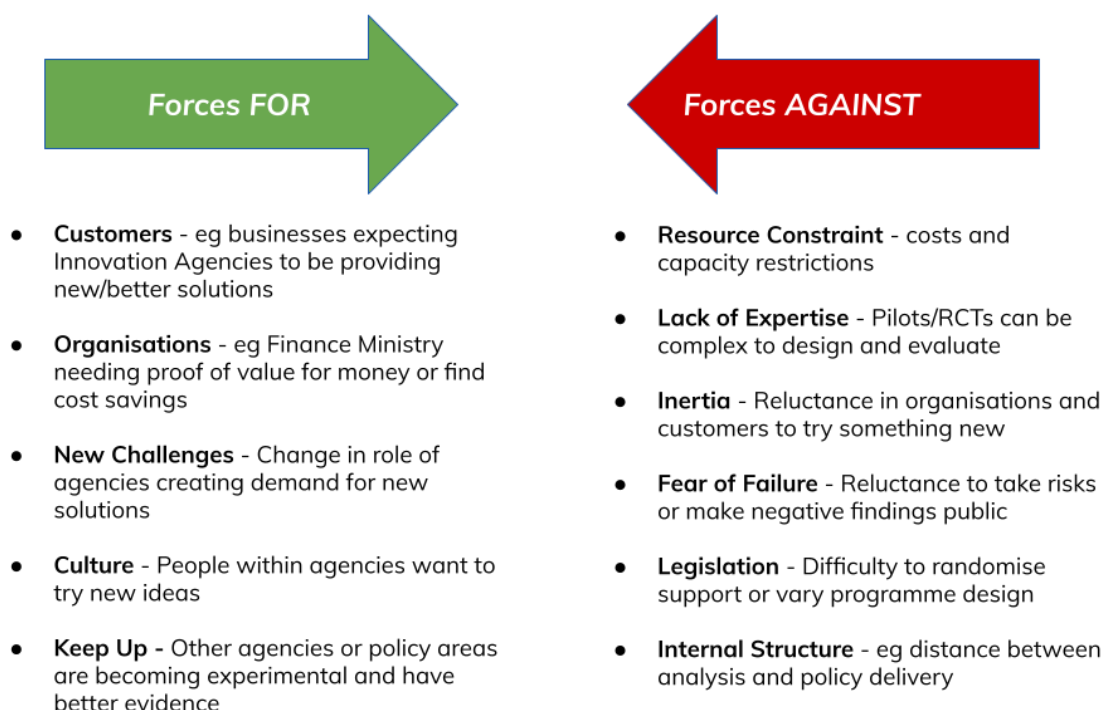 Forces FOR
● Customers - eg businesses expecting
Innovation Agencies to be providing
new/better solutions
● Organisations - eg Finance Ministry
needing proof of value for money or find
cost savings
● New Challenges - Change in role of
agencies creating demand for new
solutions
● Culture - People within agencies want to
try new ideas
● Keep Up - Other agencies or policy areas
are becoming experimental and have
better evidence
Forces AGAINST
● Resource Constraint - costs and
capacity restrictions
● Lack of Expertise - Pilots/RCTs can be
complex to design and evaluate
● Inertia - Reluctance in organisations and
customers to try something new
● Fear of Failure - Reluctance to take risks
or make negative findings public
● Legislation - Difficulty to randomise
support or vary programme design
● Internal Structure - eg distance between
analysis and policy delivery